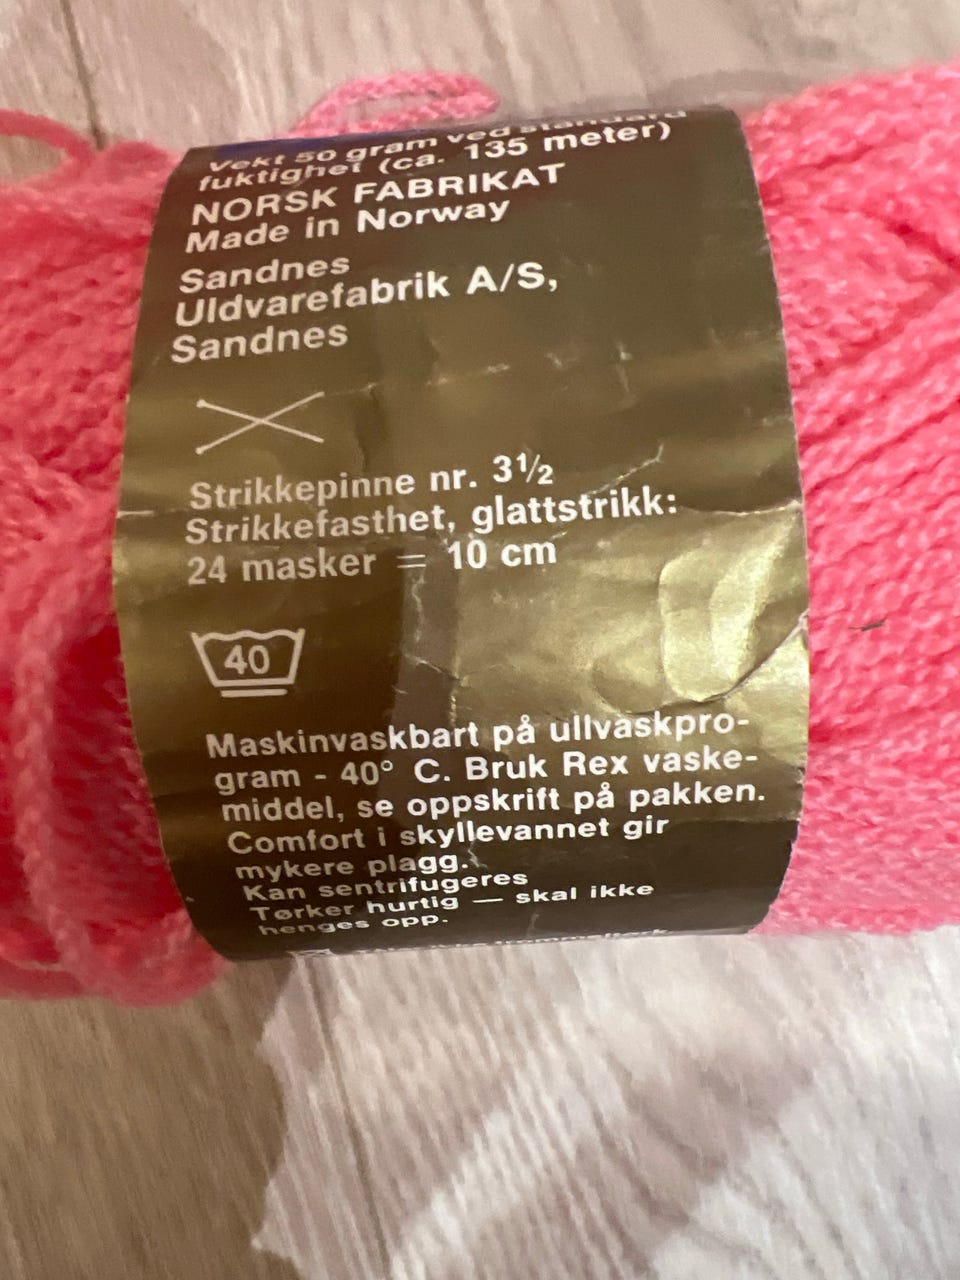 Vekt 50 gram ved standard
fuktighet (ca. 135 meter)
NORSK FABRIKAT
Made in Norway
Sandnes
Uldvarefabrik A/S,
Sandnes
Strikkepinne nr. 3½
Strikkefasthet, glattstrikk:
24 masker = 10 cm
40
Maskinvaskbart på ullvaskpro-
gram - 40° C. Bruk Rex vaske-
middel, se oppskrift på pakken.
Comfort i skyllevannet gir
mykere plagg.
Kan sentrifugeres
Tørker hurtig — skal ikke
henges opp.